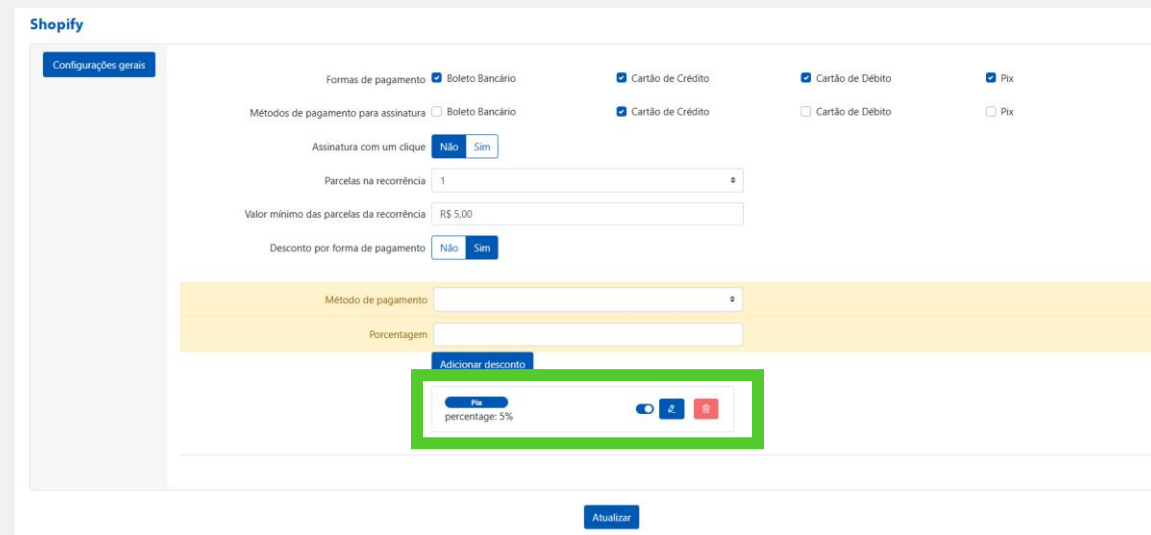 Shopify
Configurações gerais
Formas de pagamento Boleto Bancário Cartão de Crédito Cartão de Débito Pix
Métodos de pagamento para assinatura Boleto Bancário Cartão de Crédito Cartão de Débito Pix
Assinatura com um clique Não Sim
Parcelas na recorrência 1
Valor mínimo das parcelas da recorrência R$ 5,00
Desconto por forma de pagamento Não Sim
Método de pagamento
Porcentagem
Adicionar desconto
Pix
percentage: 5%
Atualizar